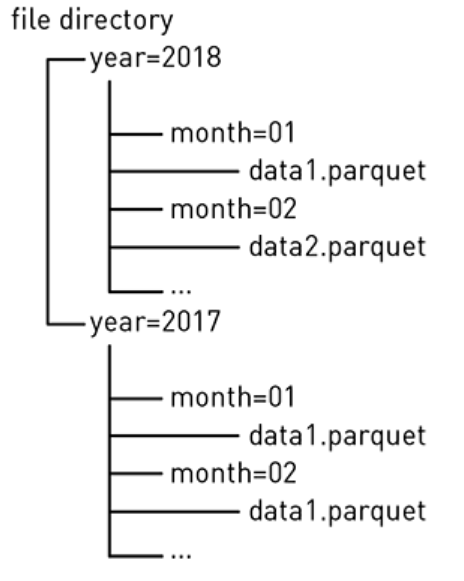 file directory
year=2018
month=01
data1.parquet
month=02
data2.parquet
...
year=2017
month=01
data1.parquet
month=02
data1.parquet
...